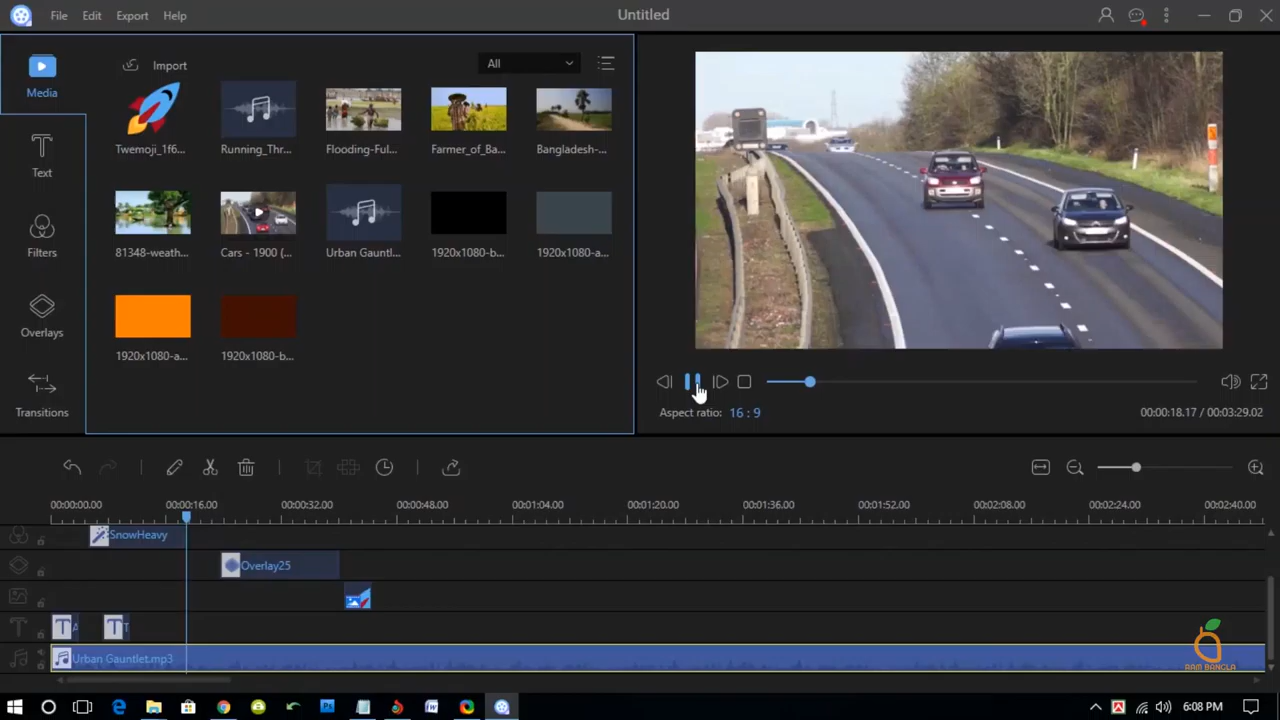 File Edit Export Help
Untitled
Media
Import
All
Twemoji_1f6... Running_Thr... Flooding-Ful... Farmer_of_Ba... Bangladesh-...
Text
81348-weath... Cars - 1900 (... Urban Gauntl... 1920x1080-b... 1920x1080-a...
Filters
1920x1080-a... 1920x1080-b...
Overlays
Transitions
Aspect ratio: 16 : 9
00:00:18.17 / 00:03:29.02
00:00:00.00 00:00:16.00 00:00:32.00 00:00:48.00 00:01:04.00 00:01:20.00 00:01:36.00 00:01:52.00 00:02:08.00 00:02:24.00 00:02:40.00
SnowHeavy
Overlay25
Urban Gauntlet.mp3
AAM BANGLA
6:08 PM